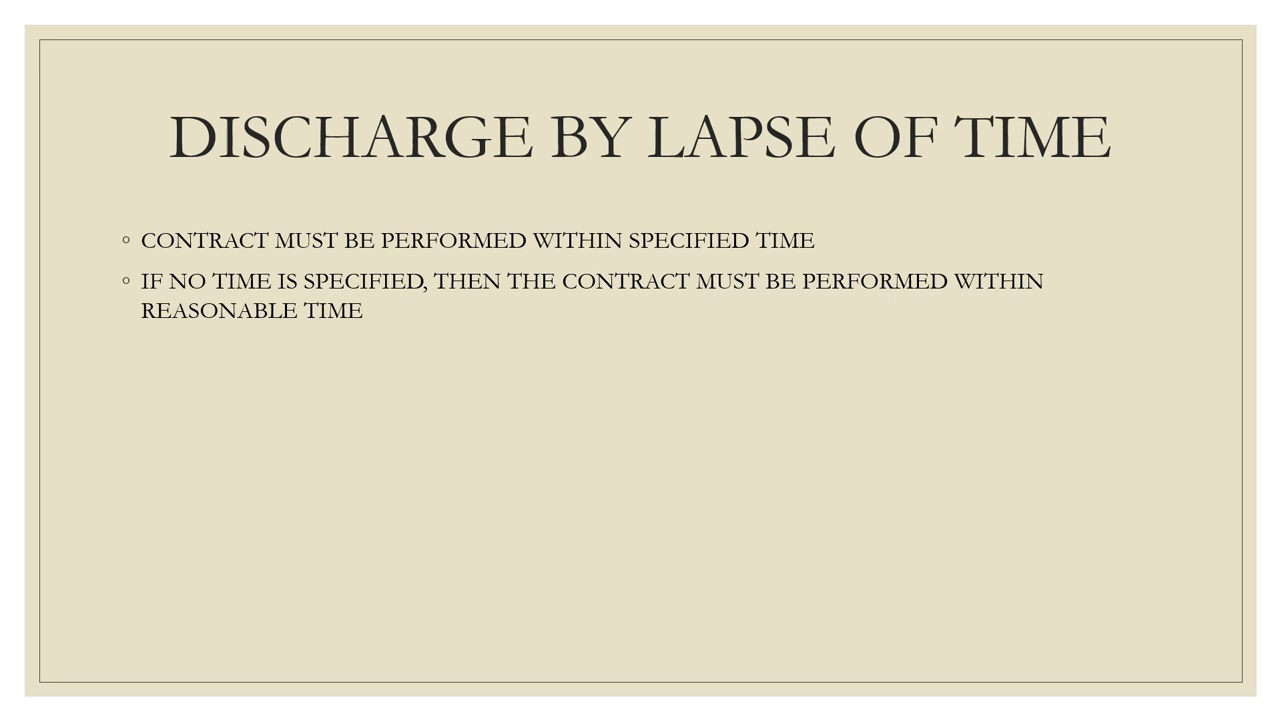 DISCHARGE BY LAPSE OF TIME
◦ CONTRACT MUST BE PERFORMED WITHIN SPECIFIED TIME
◦ IF NO TIME IS SPECIFIED, THEN THE CONTRACT MUST BE PERFORMED WITHIN
REASONABLE TIME